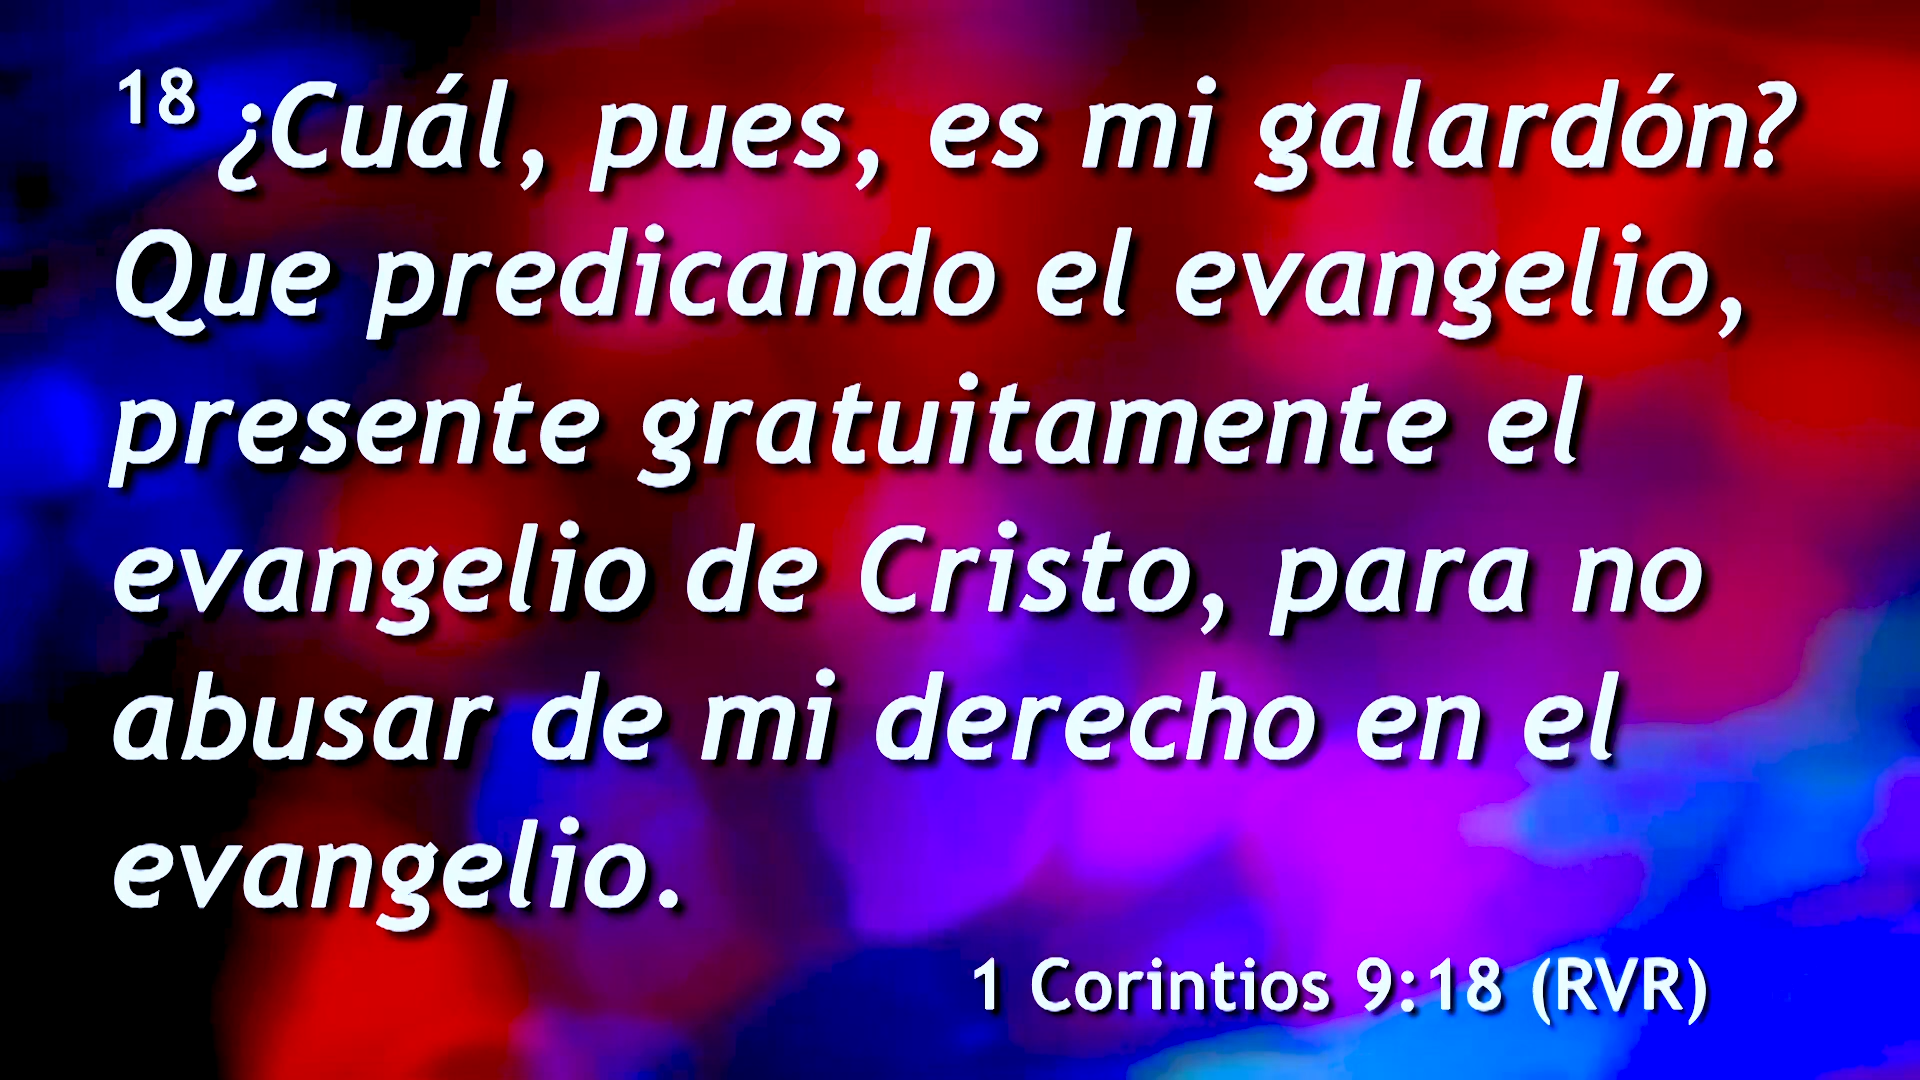 18 ¿Cuál, pues, es mi galardón?
Que predicando el evangelio,
presente gratuitamente el
evangelio de Cristo, para no
abusar de mi derecho en el
evangelio.
1 Corintios 9:18 (RVR)